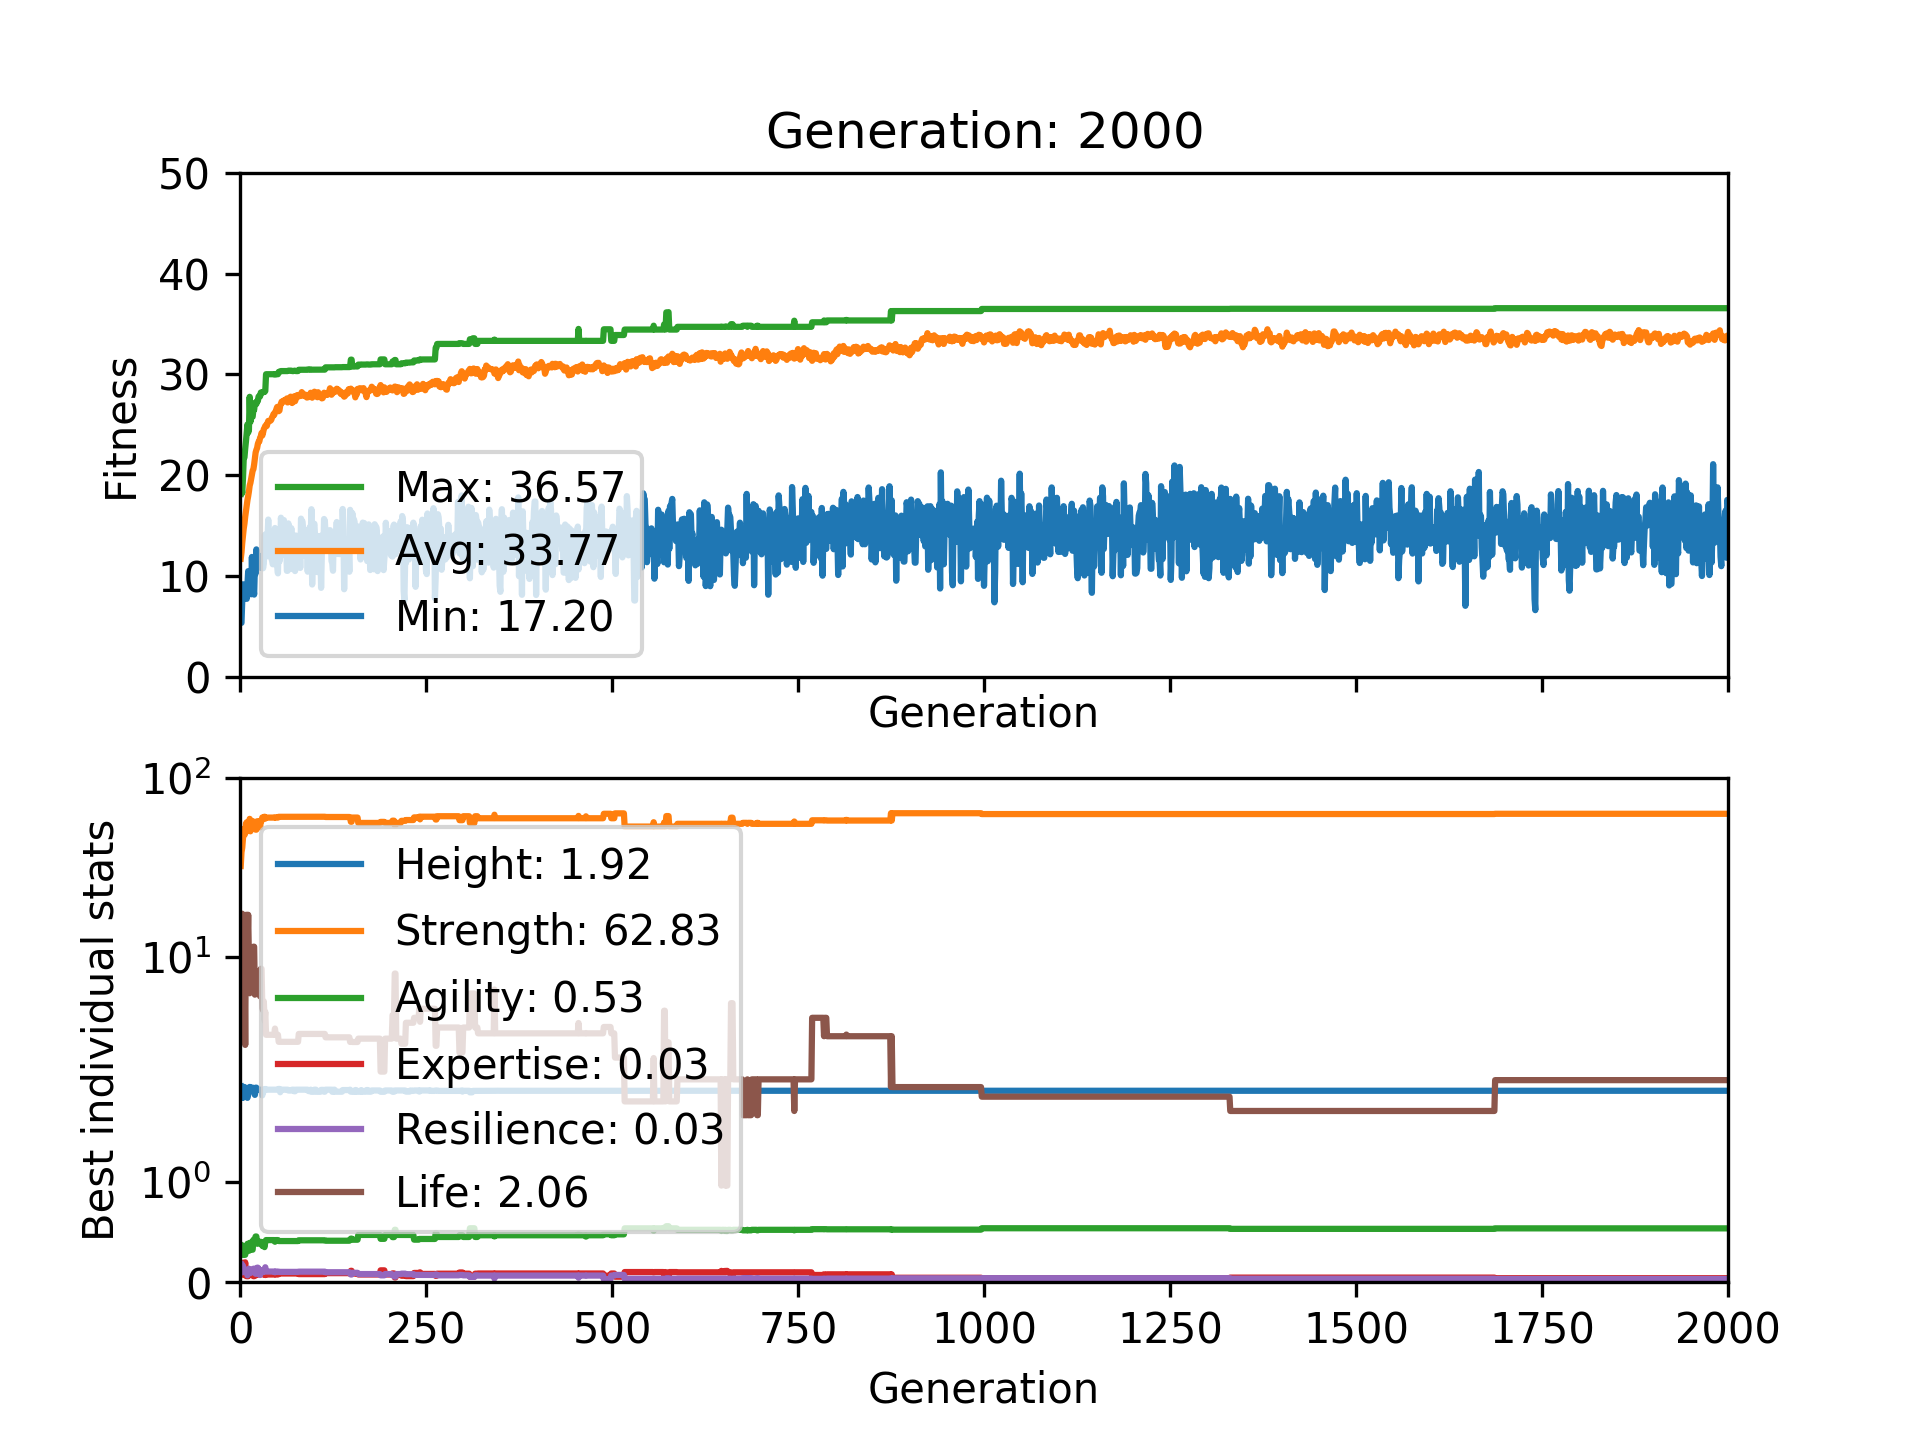 Generation: 2000
50
40
30
20
10
0
Fitness
Max: 36.57
Avg: 33.77
Min: 17.20
Generation
10²
10¹
10⁰
0
Best individual stats
Height: 1.92
Strength: 62.83
Agility: 0.53
Expertise: 0.03
Resilience: 0.03
Life: 2.06
0 250 500 750 1000 1250 1500 1750 2000
Generation